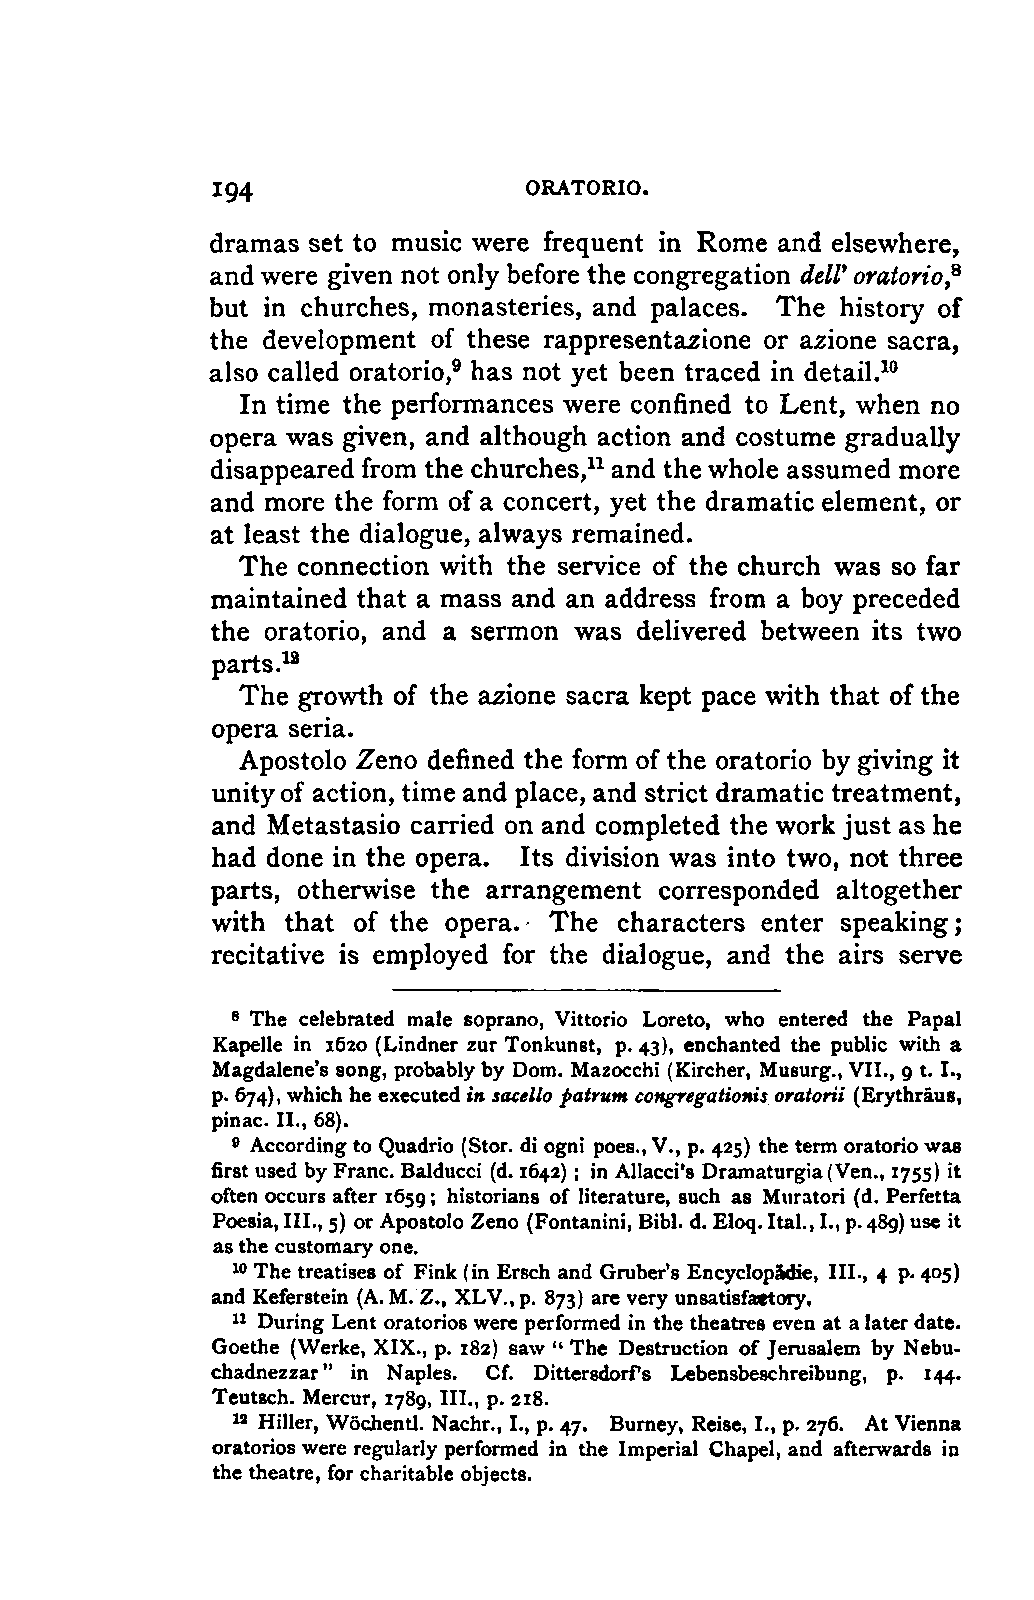 194 ORATORIO.
dramas set to music were frequent in Rome and elsewhere,
and were given not only before the congregation dell' oratorio,⁸
but in churches, monasteries, and palaces. The history of
the development of these rappresentazione or azione sacra,
also called oratorio,⁹ has not yet been traced in detail.¹⁰
In time the performances were confined to Lent, when no
opera was given, and although action and costume gradually
disappeared from the churches,¹¹ and the whole assumed more
and more the form of a concert, yet the dramatic element, or
at least the dialogue, always remained.
The connection with the service of the church was so far
maintained that a mass and an address from a boy preceded
the oratorio, and a sermon was delivered between its two
parts.¹²
The growth of the azione sacra kept pace with that of the
opera seria.
Apostolo Zeno defined the form of the oratorio by giving it
unity of action, time and place, and strict dramatic treatment,
and Metastasio carried on and completed the work just as he
had done in the opera. Its division was into two, not three
parts, otherwise the arrangement corresponded altogether
with that of the opera. The characters enter speaking;
recitative is employed for the dialogue, and the airs serve
⁸ The celebrated male soprano, Vittorio Loreto, who entered the Papal
Kapelle in 1620 (Lindner zur Tonkunst, p. 43), enchanted the public with a
Magdalene's song, probably by Dom. Mazocchi (Kircher, Musurg., VII., 9 t. I.,
p. 674), which he executed in sacello patrum congregationis oratorii (Erythräus,
pinac. II., 68).
⁹ According to Quadrio (Stor. di ogni poes., V., p. 425) the term oratorio was
first used by Franc. Balducci (d. 1642); in Allacci's Dramaturgia (Ven., 1755) it
often occurs after 1659; historians of literature, such as Muratori (d. Perfetta
Poesia, III., 5) or Apostolo Zeno (Fontanini, Bibl. d. Eloq. Ital., I., p. 489) use it
as the customary one.
¹⁰ The treatises of Fink (in Ersch and Gruber's Encyclopädie, III., 4 p. 405)
and Keferstein (A. M. Z., XLV., p. 873) are very unsatisfactory.
¹¹ During Lent oratorios were performed in the theatres even at a later date.
Goethe (Werke, XIX., p. 182) saw "The Destruction of Jerusalem by Nebu-
chadnezzar" in Naples. Cf. Dittersdorf's Lebensbeschreibung, p. 144.
Teutsch. Mercur, 1789, III., p. 218.
¹² Hiller, Wöchentl. Nachr., I., p. 47. Burney, Reise, I., p. 276. At Vienna
oratorios were regularly performed in the Imperial Chapel, and afterwards in
the theatre, for charitable objects.